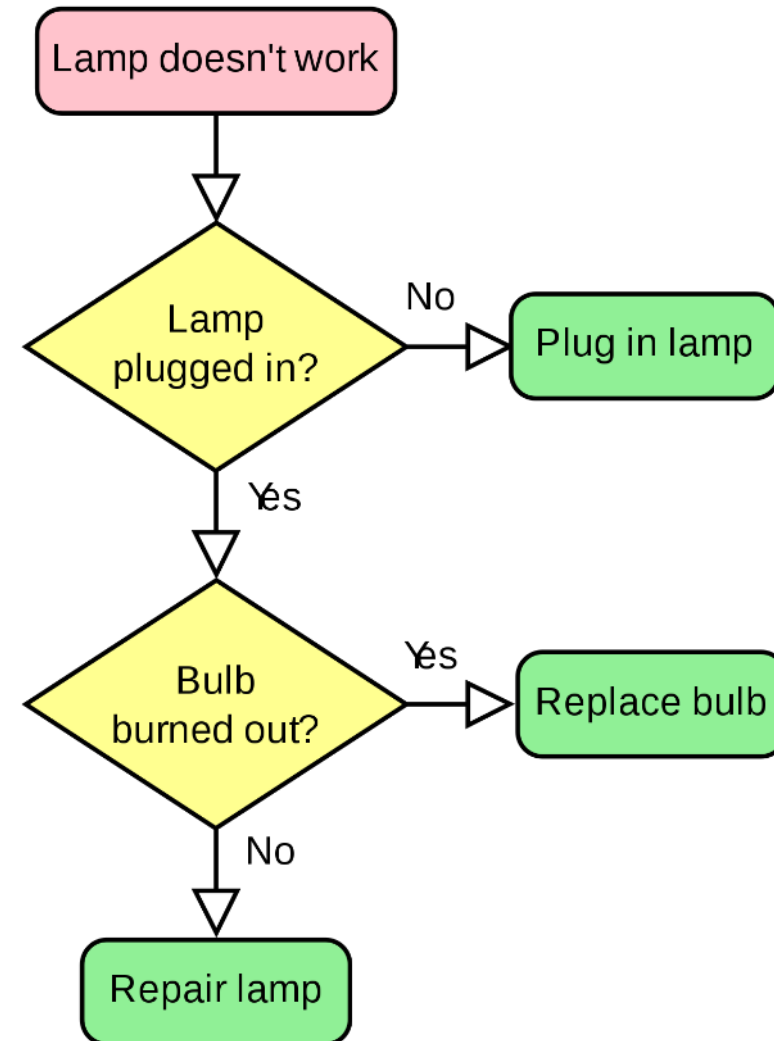 Lamp doesn't work
Lamp
plugged in?
No
Plug in lamp
Yes
Bulb
burned out?
Yes
Replace bulb
No
Repair lamp